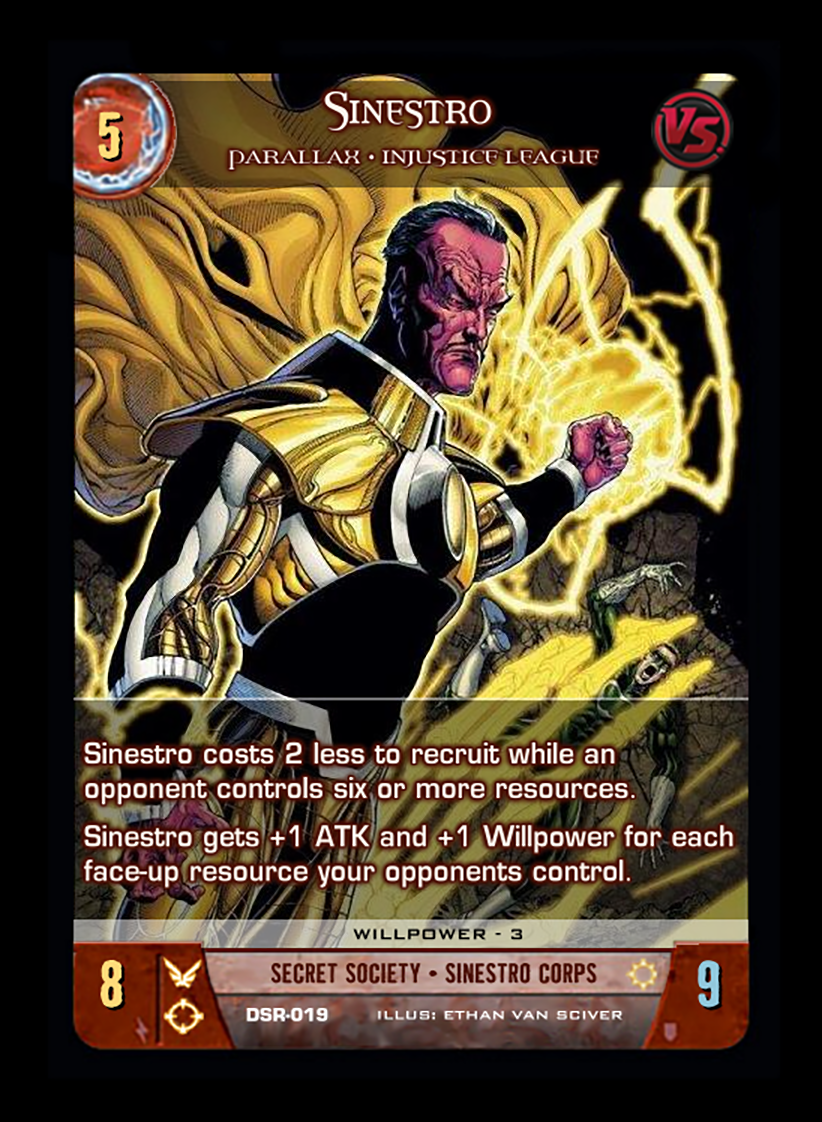 5
Sinestro
Parallax • Injustice League
VS.
Sinestro costs 2 less to recruit while an
opponent controls six or more resources.
Sinestro gets +1 ATK and +1 Willpower for each
face-up resource your opponents control.
WILLPOWER - 3
8
SECRET SOCIETY • SINESTRO CORPS
9
DSR-019 ILLUS: ETHAN VAN SCIVER